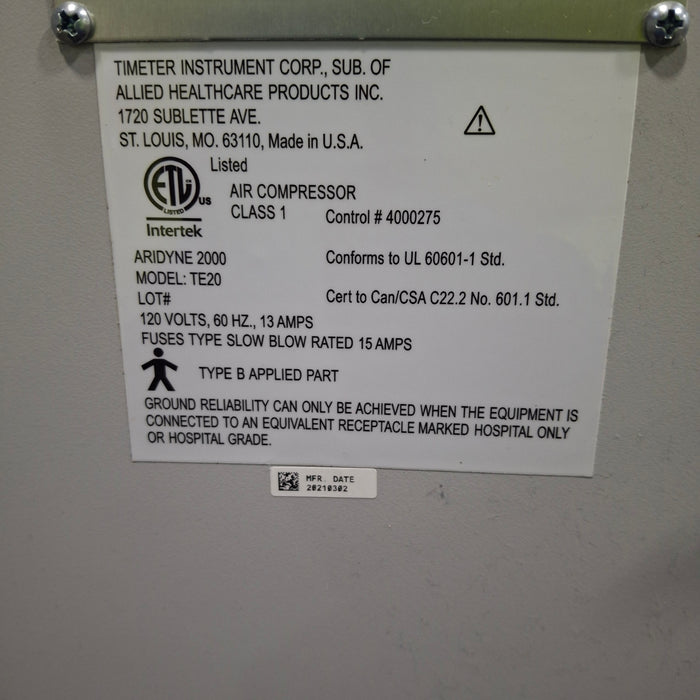 TIMETER INSTRUMENT CORP., SUB. OF
ALLIED HEALTHCARE PRODUCTS INC.
1720 SUBLETTE AVE.
ST. LOUIS, MO. 63110, Made in U.S.A.
Listed
ETL
LISTED
US
Intertek
AIR COMPRESSOR
CLASS 1
Control # 4000275
ARIDYNE 2000
Conforms to UL 60601-1 Std.
MODEL: TE20
LOT#
Cert to Can/CSA C22.2 No. 601.1 Std.
120 VOLTS, 60 HZ., 13 AMPS
FUSES TYPE SLOW BLOW RATED 15 AMPS
TYPE B APPLIED PART
GROUND RELIABILITY CAN ONLY BE ACHIEVED WHEN THE EQUIPMENT IS
CONNECTED TO AN EQUIVALENT RECEPTACLE MARKED HOSPITAL ONLY
OR HOSPITAL GRADE.
MFR. DATE
20210302